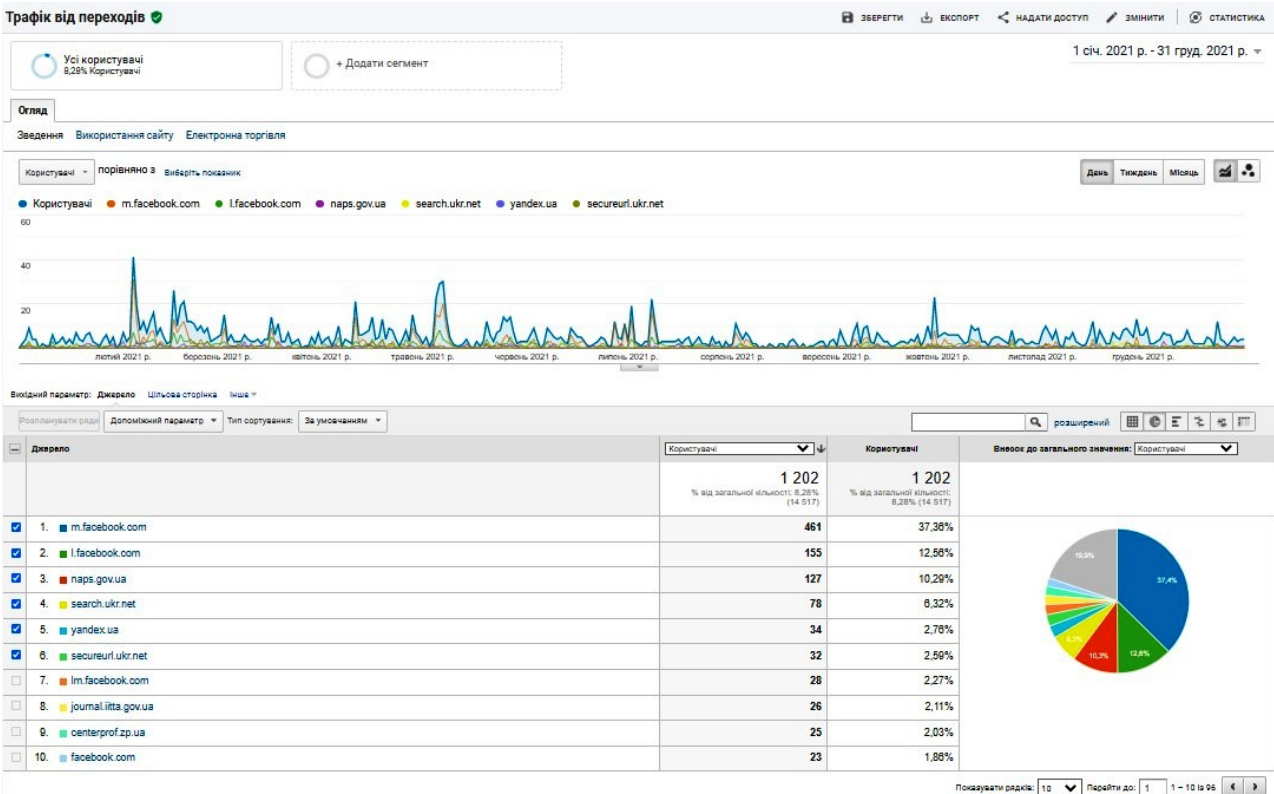 Трафік від переходів
ЗБЕРЕГТИ ЕКСПОРТ НАДАТИ ДОСТУП ЗМІНИТИ СТАТИСТИКА
Усі користувачі
8,28% Користувачі
+ Додати сегмент
1 січ. 2021 р. - 31 груд. 2021 р.
Огляд
Зведення Використання сайту Електронна торгівля
Користувачі порівняно з Виберіть показник
День Тиждень Місяць
Користувачі m.facebook.com l.facebook.com naps.gov.ua search.ukr.net yandex.ua secureurl.ukr.net
60
40
20
лютий 2021 р. березень 2021 р. квітень 2021 р. травень 2021 р. червень 2021 р. липень 2021 р. серпень 2021 р. вересень 2021 р. жовтень 2021 р. листопад 2021 р. грудень 2021 р.
Вихідний параметр: Джерело Цільова сторінка Інше
Розпланувати ряди Допоміжний параметр Тип сортування: За умовчанням розширений
Джерело Користувачі Користувачі Внесок до загального значення: Користувачі
1 202 1 202
% від загальної кількості: 8,28% % від загальної кількості:
(14 517) 8,28% (14 517)
1. m.facebook.com 461 37,36%
2. l.facebook.com 155 12,56%
3. naps.gov.ua 127 10,29%
4. search.ukr.net 78 6,32%
5. yandex.ua 34 2,76%
6. secureurl.ukr.net 32 2,59%
7. lm.facebook.com 28 2,27%
8. journal.iitta.gov.ua 26 2,11%
9. centerprof.zp.ua 25 2,03%
10. facebook.com 23 1,86%
19,9%
37,4%
6,3%
10,3%
12,6%
Показувати рядків: 10 Перейти до: 1 1 – 10 із 96